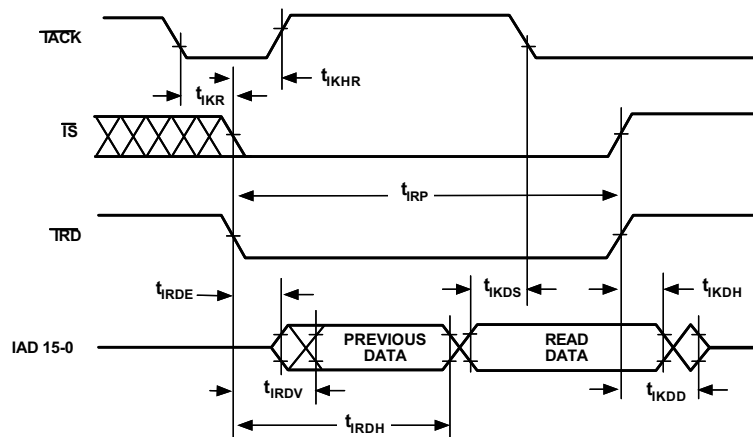 IACK
tIKHR
tIKR
IS
tIRP
IRD
tIRDE
tIKDS
tIKDH
IAD 15-0
PREVIOUS DATA
READ DATA
tIRDV
tIKDD
tIRDH